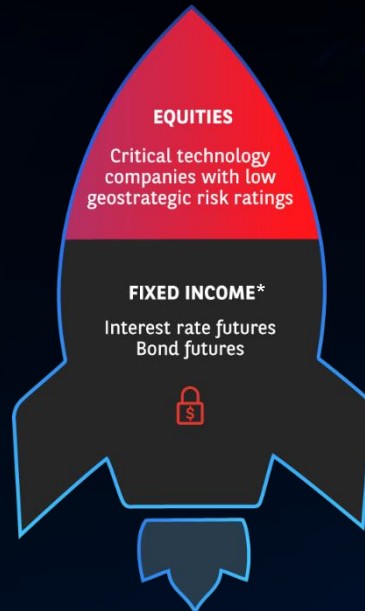 EQUITIES
Critical technology
companies with low
geostrategic risk ratings
FIXED INCOME*
Interest rate futures
Bond futures
$